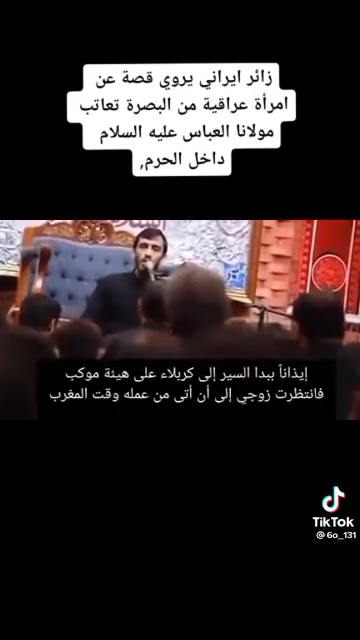 زائر ايراني يروي قصة عن
امرأة عراقية من البصرة تعاتب
مولانا العباس عليه السلام
داخل الحرم,
إيذاناً ببدا السير إلى كربلاء على هيئة موكب
فانتظرت زوجي إلى أن أتى من عمله وقت المغرب
TikTok
@6o_131